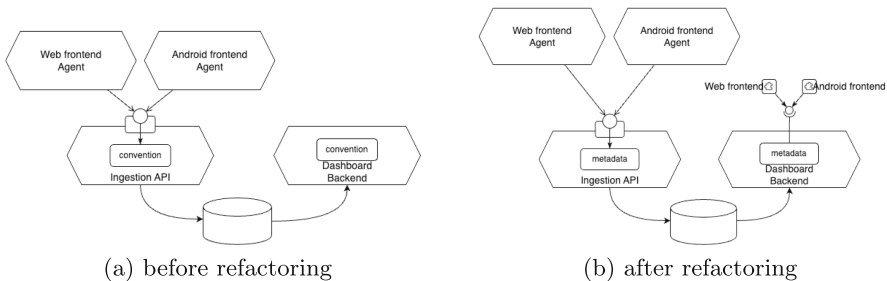 Web frontend
Agent
Android frontend
Agent
convention
Ingestion API
convention
Dashboard
Backend
(a) before refactoring
Web frontend
Agent
Android frontend
Agent
Web frontend
Android frontend
metadata
Ingestion API
metadata
Dashboard
Backend
(b) after refactoring